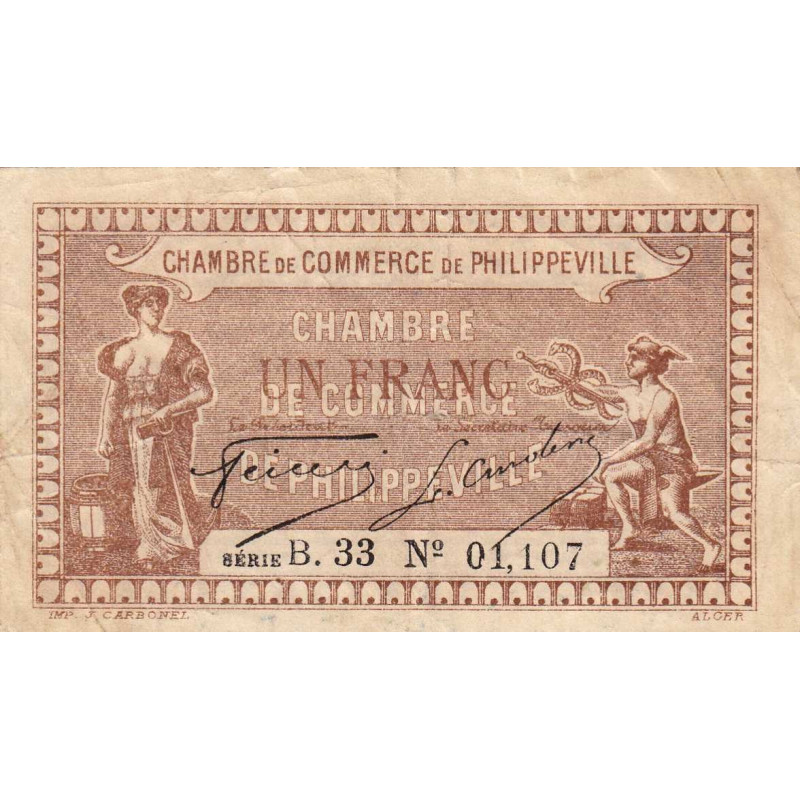 CHAMBRE DE COMMERCE DE PHILIPPEVILLE
CHAMBRE
UN FRANC
DE COMMERCE
Le Président Le Secrétaire Trésorier
DE PHILIPPEVILLE
SÉRIE B. 33 Nº 01,107
IMP. J. CARBONEL ALGER